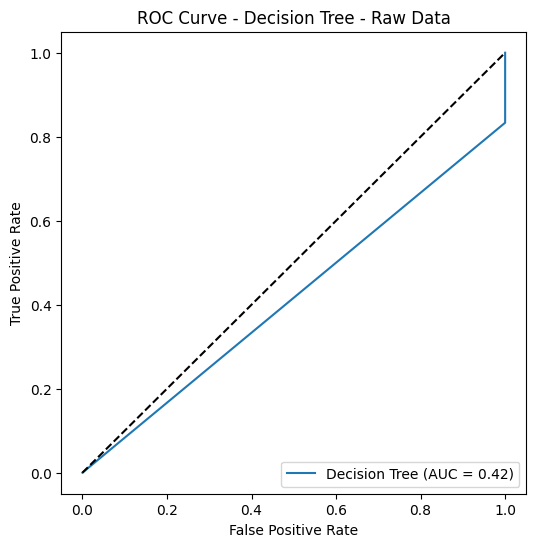 ROC Curve - Decision Tree - Raw Data
True Positive Rate
1.0
0.8
0.6
0.4
0.2
0.0
Decision Tree (AUC = 0.42)
0.0 0.2 0.4 0.6 0.8 1.0
False Positive Rate